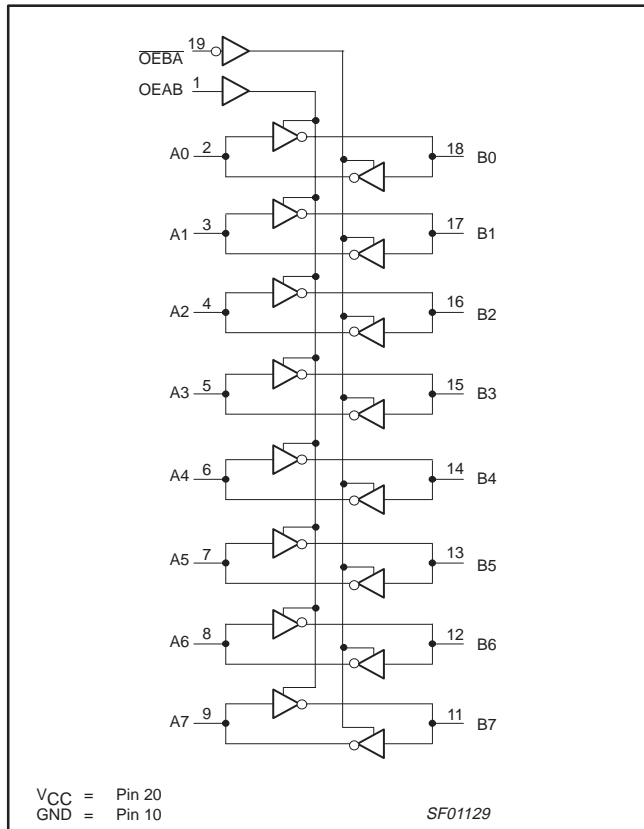 19
OEBA
1
OEAB
A0 2 18 B0
A1 3 17 B1
A2 4 16 B2
A3 5 15 B3
A4 6 14 B4
A5 7 13 B5
A6 8 12 B6
A7 9 11 B7
VCC = Pin 20
GND = Pin 10
SF01129